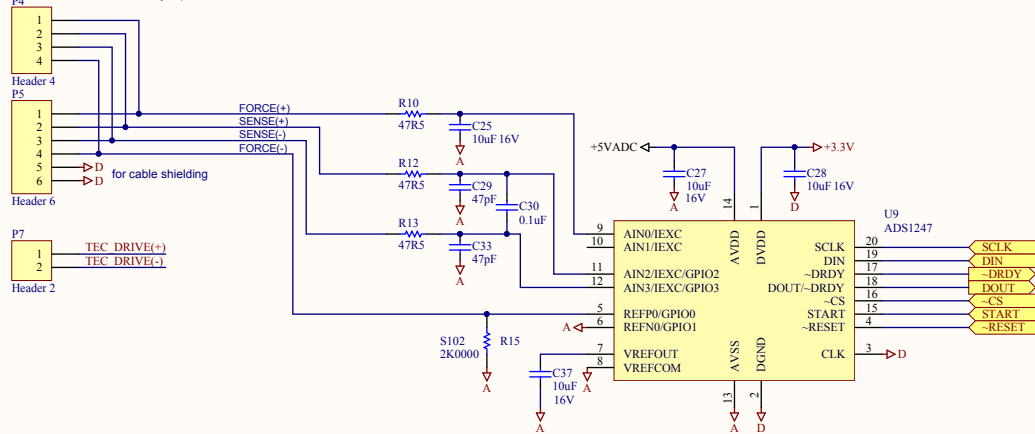 P4
1
2
3
4
Header 4
P5
1
2
3
4
5
6
Header 6
D
D
for cable shielding
P7
1
2
Header 2
TEC_DRIVE(+)
TEC_DRIVE(-)
FORCE(+)
SENSE(+)
SENSE(-)
FORCE(-)
R10
47R5
C25
10uF 16V
A
R12
47R5
C29
47pF
A
C30
0.1uF
R13
47R5
C33
47pF
A
S102
2K0000
R15
A
C37
10uF
16V
A
A
A
+5VADC
C27
10uF
16V
A
+3.3V
C28
10uF 16V
D
U9
ADS1247
14
1
AVDD
DVDD
9 AIN0/IEXC
10 AIN1/IEXC
11 AIN2/IEXC/GPIO2
12 AIN3/IEXC/GPIO3
5 REFP0/GPIO0
6 REFN0/GPIO1
7 VREFOUT
8 VREFCOM
SCLK 20 SCLK
DIN 19 DIN
~DRDY 17 ~DRDY
DOUT/~DRDY 18 DOUT
~CS 16 ~CS
START 15 START
~RESET 4 ~RESET
CLK 3 D
AVSS
DGND
13
2
A
D